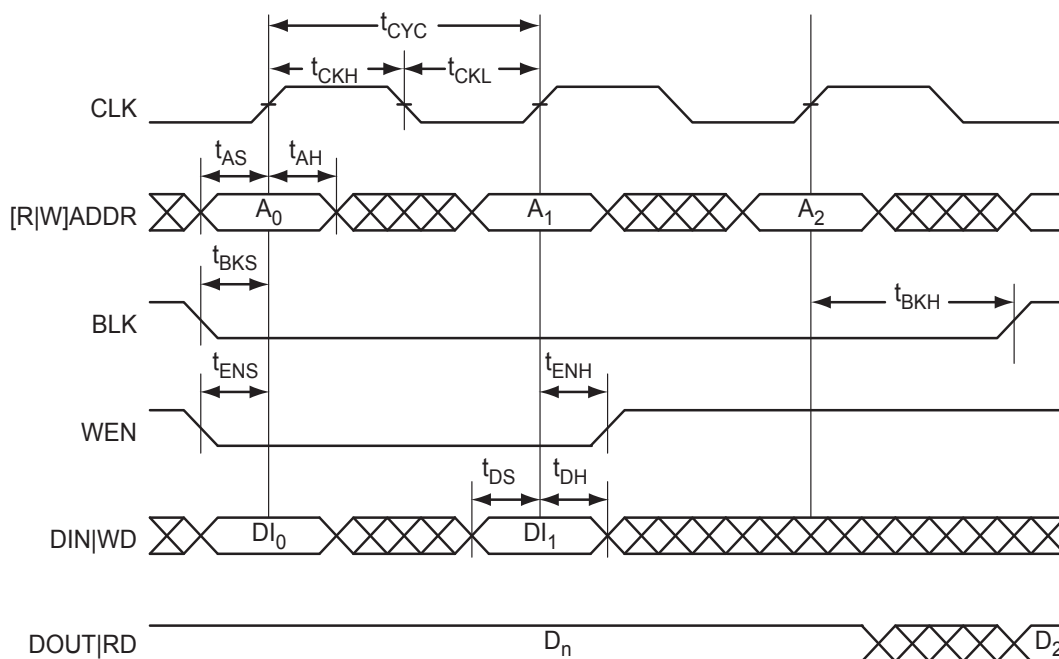 tCYC
tCKH tCKL
CLK
tAS tAH
[R|W]ADDR A0 A1 A2
tBKS
tBKH
BLK
tENS tENH
WEN
tDS tDH
DIN|WD DI0 DI1
DOUT|RD Dn D2